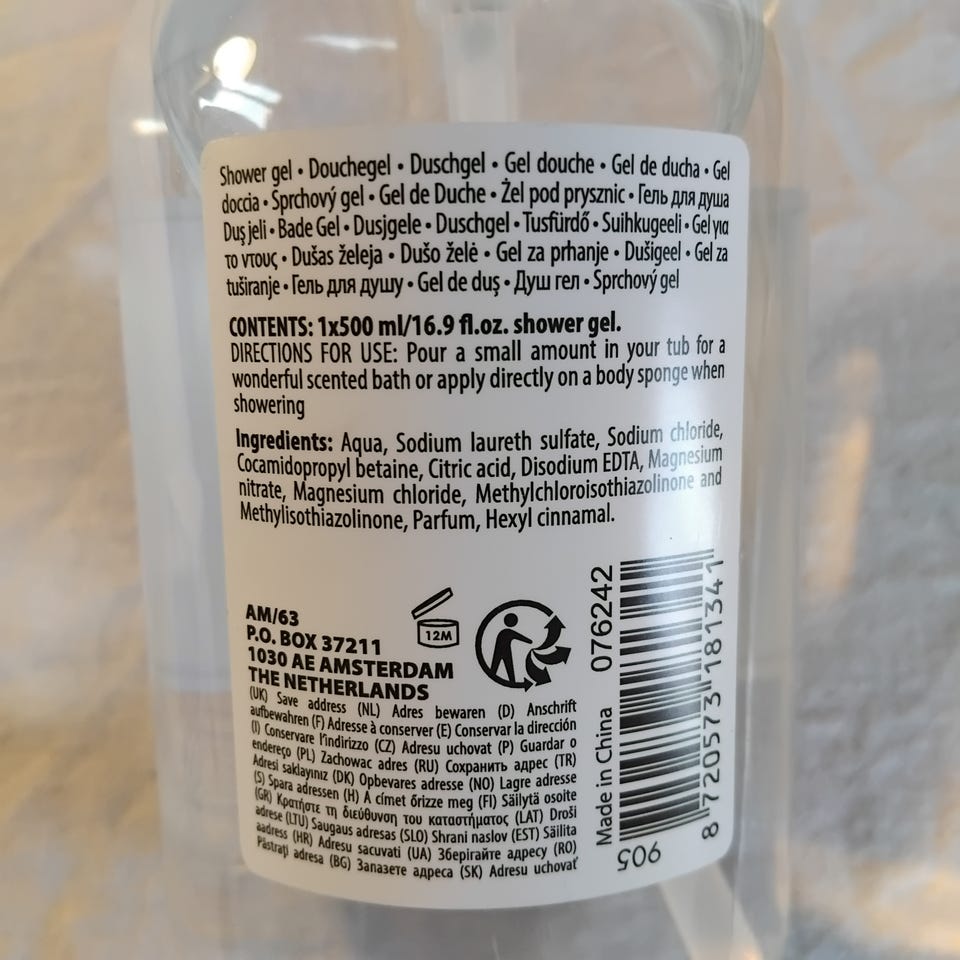 Shower gel • Douchegel • Duschgel • Gel douche • Gel de ducha • Gel
doccia • Sprchový gel • Gel de Duche • Żel pod prysznic • Гель для душа
Duş jeli • Bade Gel • Dusjgele • Duschgel • Tusfürdő • Suihkugeeli • Gel για
το ντους • Dušas želeja • Dušo želė • Gel za prhanje • Dušigeel • Gel za
tuširanje • Гель для душу • Gel de duş • Душ гел • Sprchový gel
CONTENTS: 1x500 ml/16.9 fl.oz. shower gel.
DIRECTIONS FOR USE: Pour a small amount in your tub for a
wonderful scented bath or apply directly on a body sponge when
showering
Ingredients: Aqua, Sodium laureth sulfate, Sodium chloride,
Cocamidopropyl betaine, Citric acid, Disodium EDTA, Magnesium
nitrate, Magnesium chloride, Methylchloroisothiazolinone and
Methylisothiazolinone, Parfum, Hexyl cinnamal.
AM/63
P.O. BOX 37211
1030 AE AMSTERDAM
THE NETHERLANDS
12M
(UK) Save address (NL) Adres bewaren (D) Anschrift
aufbewahren (F) Adresse à conserver (E) Conservar la dirección
(I) Conservare l'indirizzo (CZ) Adresu uchovat (P) Guardar o
endereço (PL) Zachowac adres (RU) Сохранить адрес (TR)
Adresi saklayınız (DK) Opbevares adresse (NO) Lagre adresse
(S) Spara adressen (H) A címet őrizze meg (FI) Säilytä osoite
(GR) Κρατήστε τη διεύθυνση του καταστήματος (LAT) Droši
adrese (LTU) Saugaus adresas (SLO) Shrani naslov (EST) Säilita
aadress (HR) Adresu sacuvati (UA) Зберігайте адресу (RO)
Păstraţi adresa (BG) Запазете адреса (SK) Adresu uchovať
Made in China 076242
8 720573 181341
905